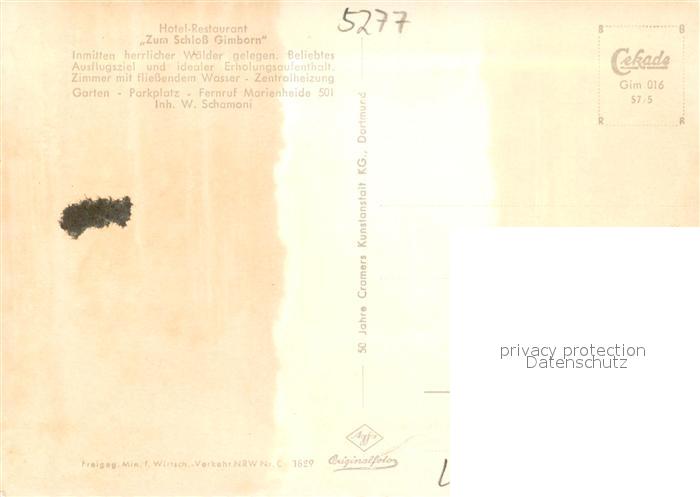 5277
Hotel-Restaurant
„Zum Schloß Gimborn“
Inmitten herrlicher Wälder gelegen. Beliebtes
Ausflugsziel und idealer Erholungsaufenthalt.
Zimmer mit fließendem Wasser - Zentralheizung
Garten - Parkplatz - Fernruf Marienheide 501
Inh. W. Schamoni
Cekade
Gim 016
S7/5
50 Jahre Cramers Kunstanstalt KG., Dortmund
privacy protection
Datenschutz
Agfa
Originalfoto
Freigeg. Min. f. Wirtsch.-Verkehr NRW Nr. C 1629